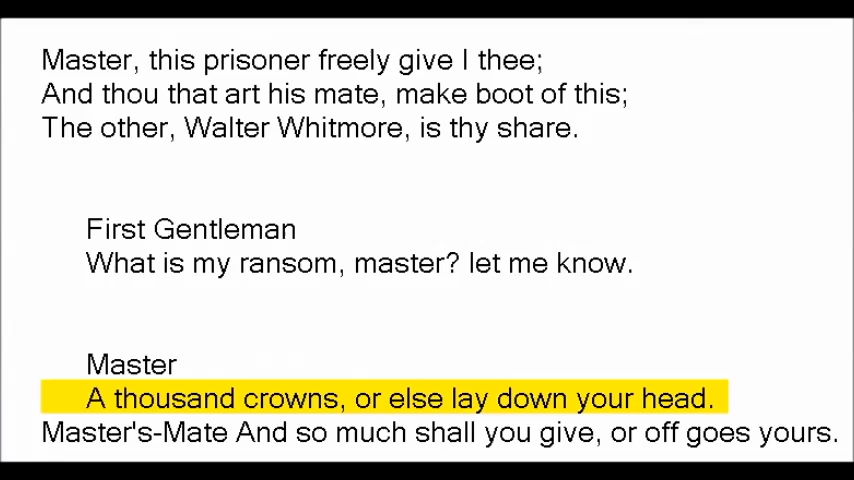 Master, this prisoner freely give I thee;
And thou that art his mate, make boot of this;
The other, Walter Whitmore, is thy share.
First Gentleman
What is my ransom, master? let me know.
Master
A thousand crowns, or else lay down your head.
Master's-Mate And so much shall you give, or off goes yours.